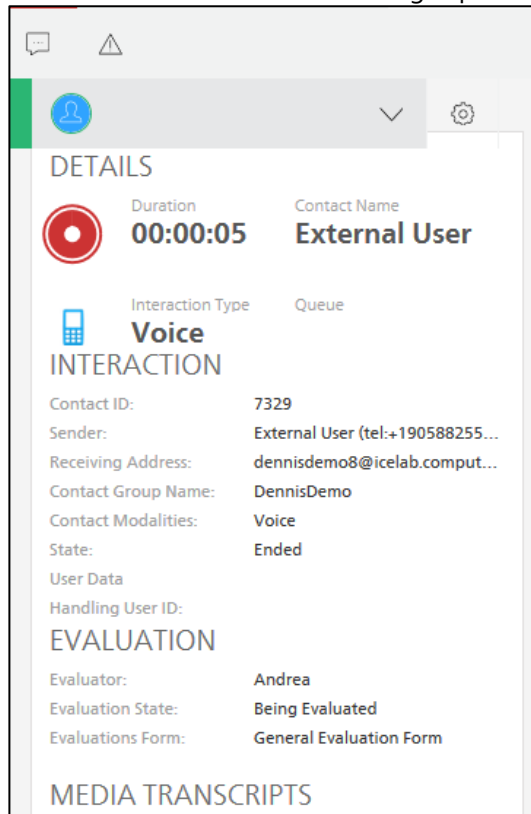 DETAILS
Duration Contact Name
00:00:05 External User
Interaction Type Queue
Voice
INTERACTION
Contact ID: 7329
Sender: External User (tel:+190588255...
Receiving Address: dennisdemo8@icelab.comput...
Contact Group Name: DennisDemo
Contact Modalities: Voice
State: Ended
User Data
Handling User ID:
EVALUATION
Evaluator: Andrea
Evaluation State: Being Evaluated
Evaluations Form: General Evaluation Form
MEDIA TRANSCRIPTS